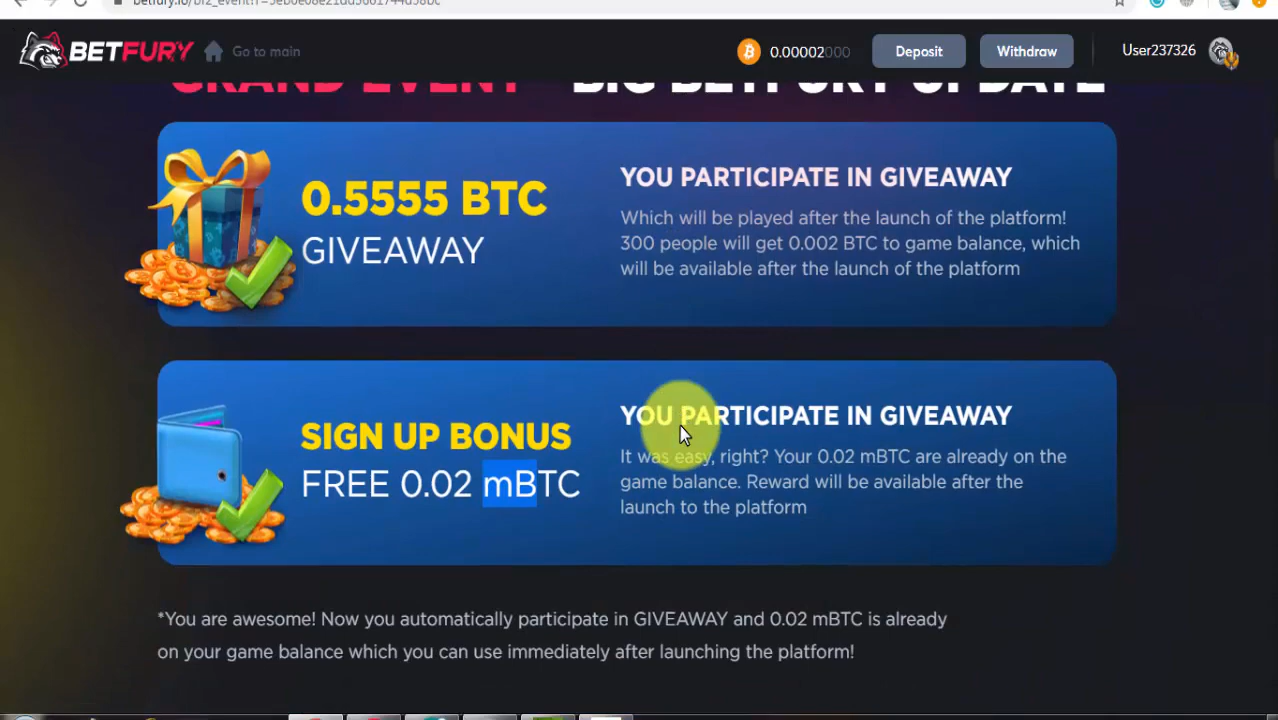 BETFURY
Go to main
0.00002000
Deposit
Withdraw
User237326
GRAND EVENT BIG BETFURY UPDATE
0.5555 BTC
GIVEAWAY
YOU PARTICIPATE IN GIVEAWAY
Which will be played after the launch of the platform!
300 people will get 0.002 BTC to game balance, which
will be available after the launch of the platform
SIGN UP BONUS
FREE 0.02 mBTC
YOU PARTICIPATE IN GIVEAWAY
It was easy, right? Your 0.02 mBTC are already on the
game balance. Reward will be available after the
launch to the platform
*You are awesome! Now you automatically participate in GIVEAWAY and 0.02 mBTC is already
on your game balance which you can use immediately after launching the platform!